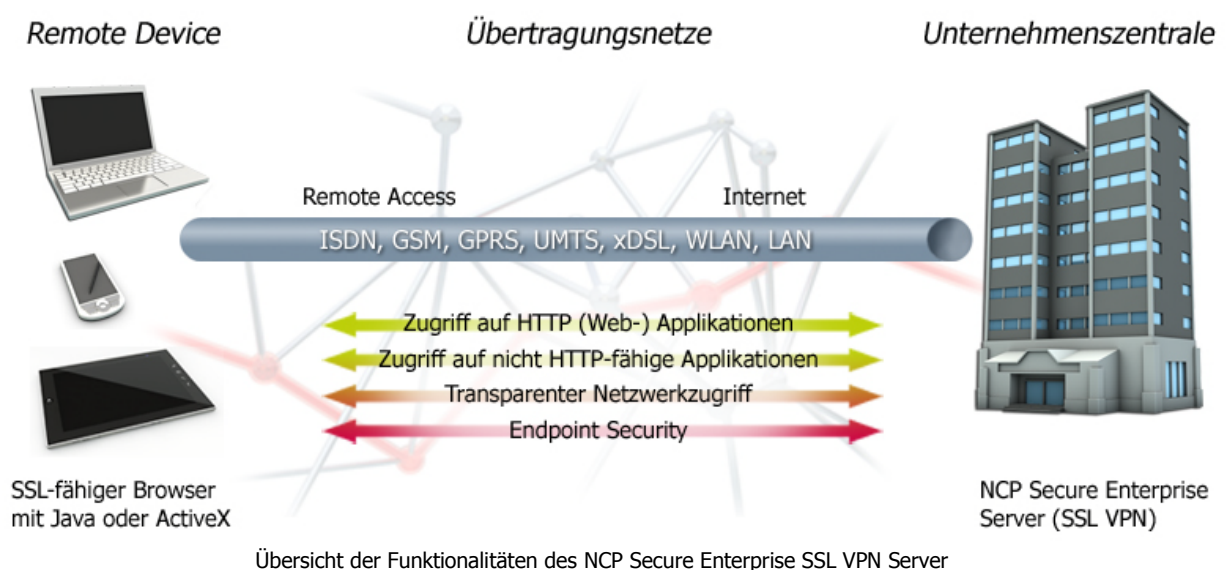 Remote Device
Übertragungsnetze
Unternehmenszentrale
Remote Access
Internet
ISDN, GSM, GPRS, UMTS, xDSL, WLAN, LAN
Zugriff auf HTTP (Web-) Applikationen
Zugriff auf nicht HTTP-fähige Applikationen
Transparenter Netzwerkzugriff
Endpoint Security
SSL-fähiger Browser
mit Java oder ActiveX
NCP Secure Enterprise
Server (SSL VPN)
Übersicht der Funktionalitäten des NCP Secure Enterprise SSL VPN Server